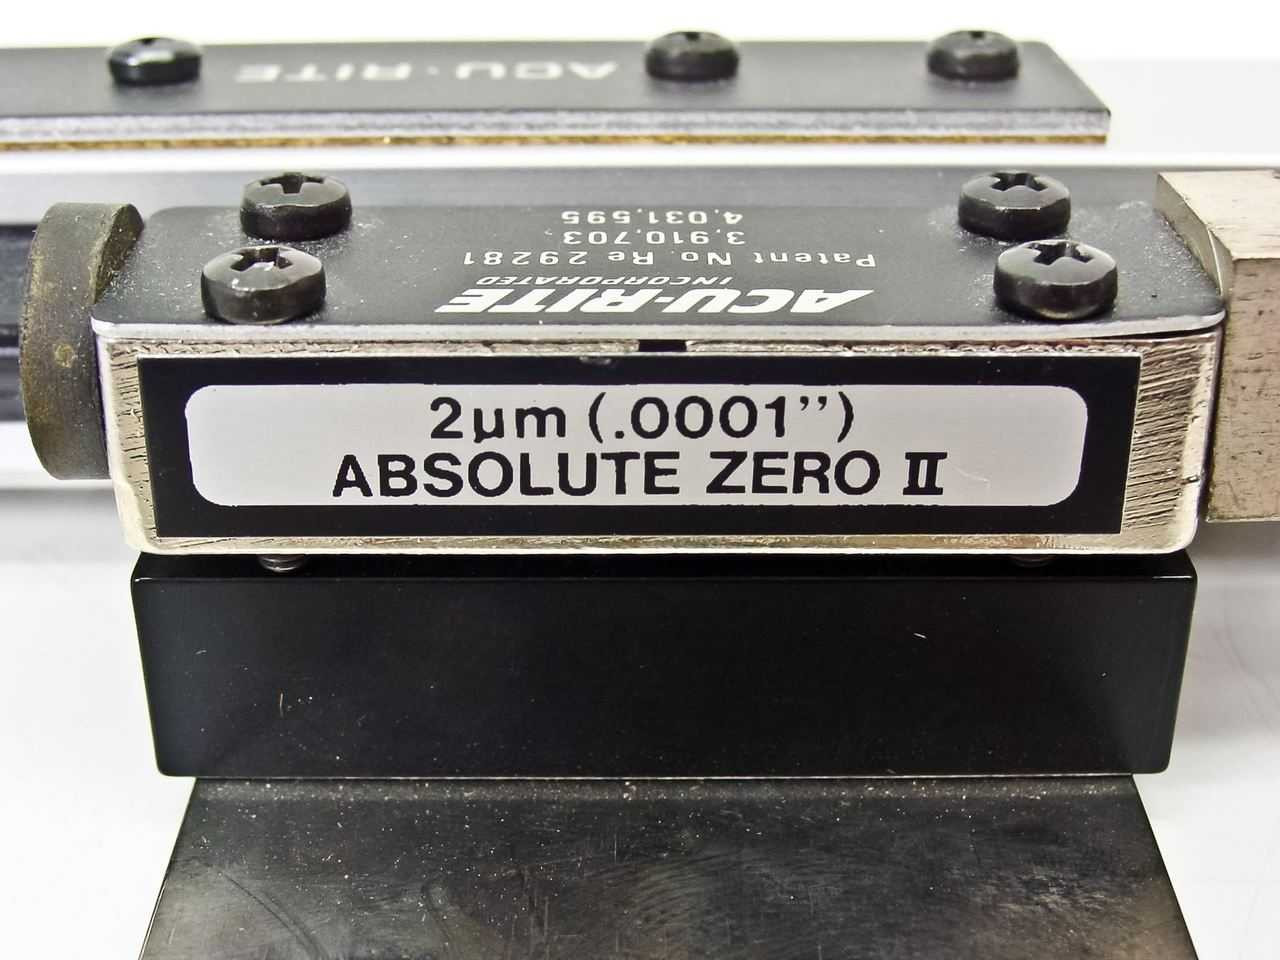 ACU·RITE
4,031,595
3,910,703
Patent No. Re 29281
INCORPORATED
ACU·RITE
2µm (.0001”)
ABSOLUTE ZERO II